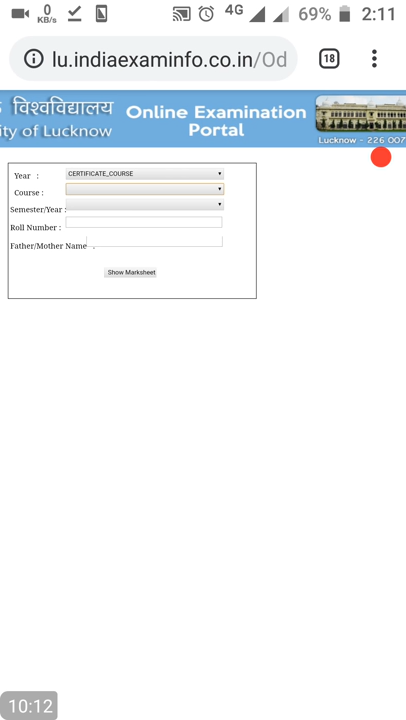 0 KB/s 4G 69% 2:11
lu.indiaexaminfo.co.in/Od 18
विश्वविद्यालय
ity of Lucknow
Online Examination
Portal
Lucknow - 226 007
Year :
CERTIFICATE_COURSE
Course :
Semester/Year :
Roll Number :
Father/Mother Name :
Show Marksheet
10:12